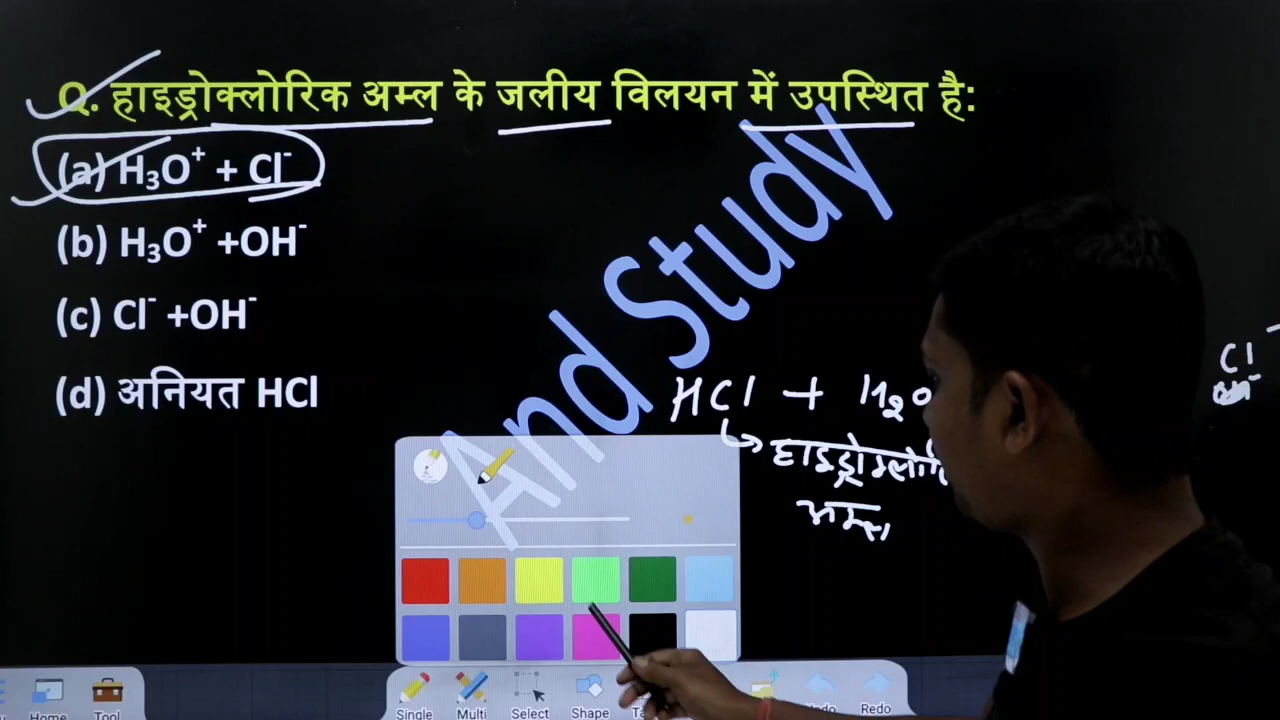 Q. हाइड्रोक्लोरिक अम्ल के जलीय विलयन में उपस्थित है:
(a) H₃O⁺ + Cl⁻
(b) H₃O⁺ +OH⁻
(c) Cl⁻ +OH⁻
(d) अनियत HCl
And Study
HCl + H₂O
Cl⁻
अम्ल
Home
Tool
Single
Multi
Select
Shape
Redo